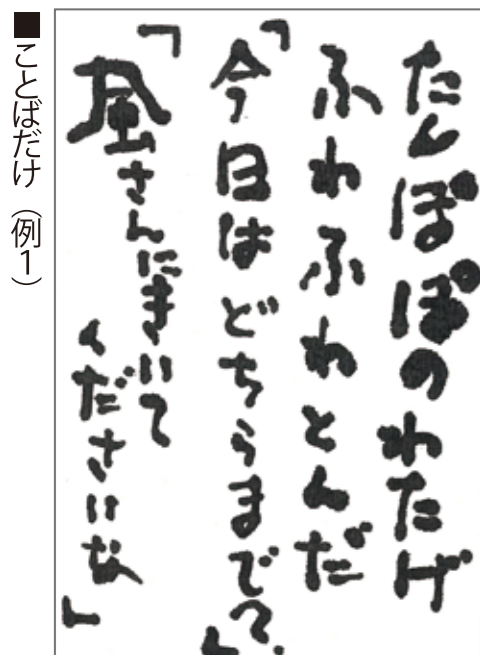 たんぽぽのわたげ
ふわふわとんだ
「今日はどちらまで?」
「風さんにきいて
くださいな」
■ことばだけ（例1）